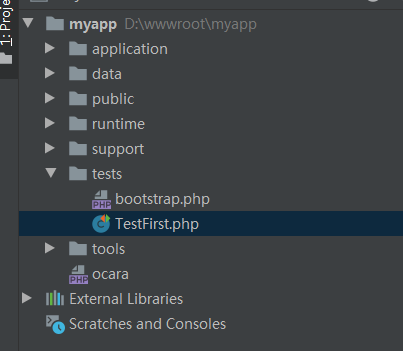 1: Proje
myapp D:\wwwroot\myapp
application
data
public
runtime
support
tests
PHP bootstrap.php
C TestFirst.php
tools
PHP ocara
External Libraries
Scratches and Consoles